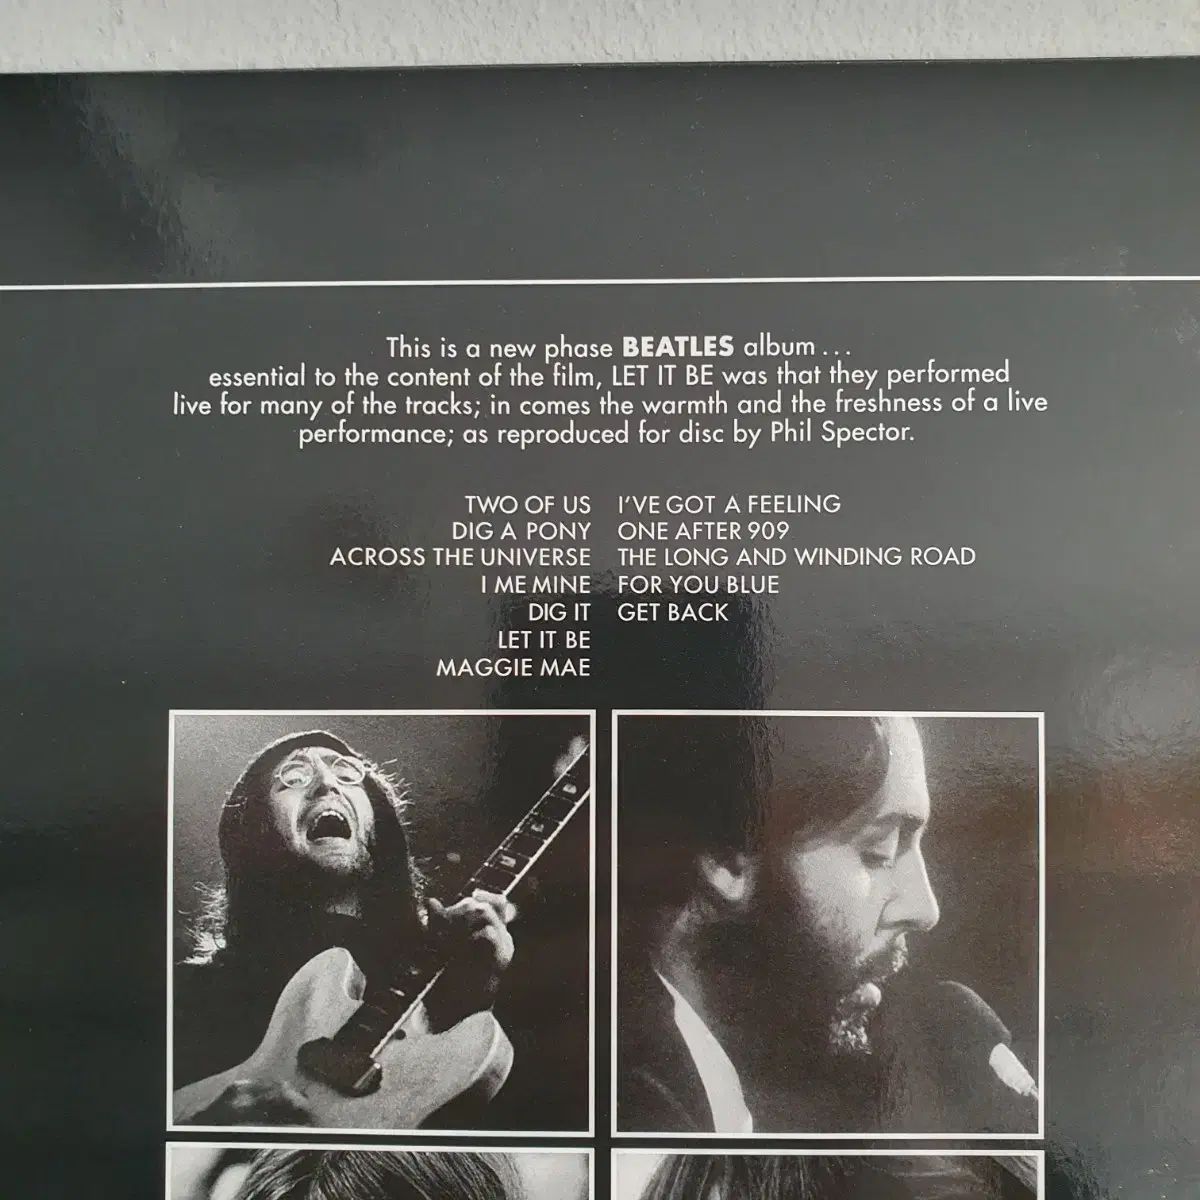 This is a new phase BEATLES album...
essential to the content of the film, LET IT BE was that they performed
live for many of the tracks; in comes the warmth and the freshness of a live
performance; as reproduced for disc by Phil Spector.
TWO OF US
DIG A PONY
ACROSS THE UNIVERSE
I ME MINE
DIG IT
LET IT BE
MAGGIE MAE
I'VE GOT A FEELING
ONE AFTER 909
THE LONG AND WINDING ROAD
FOR YOU BLUE
GET BACK